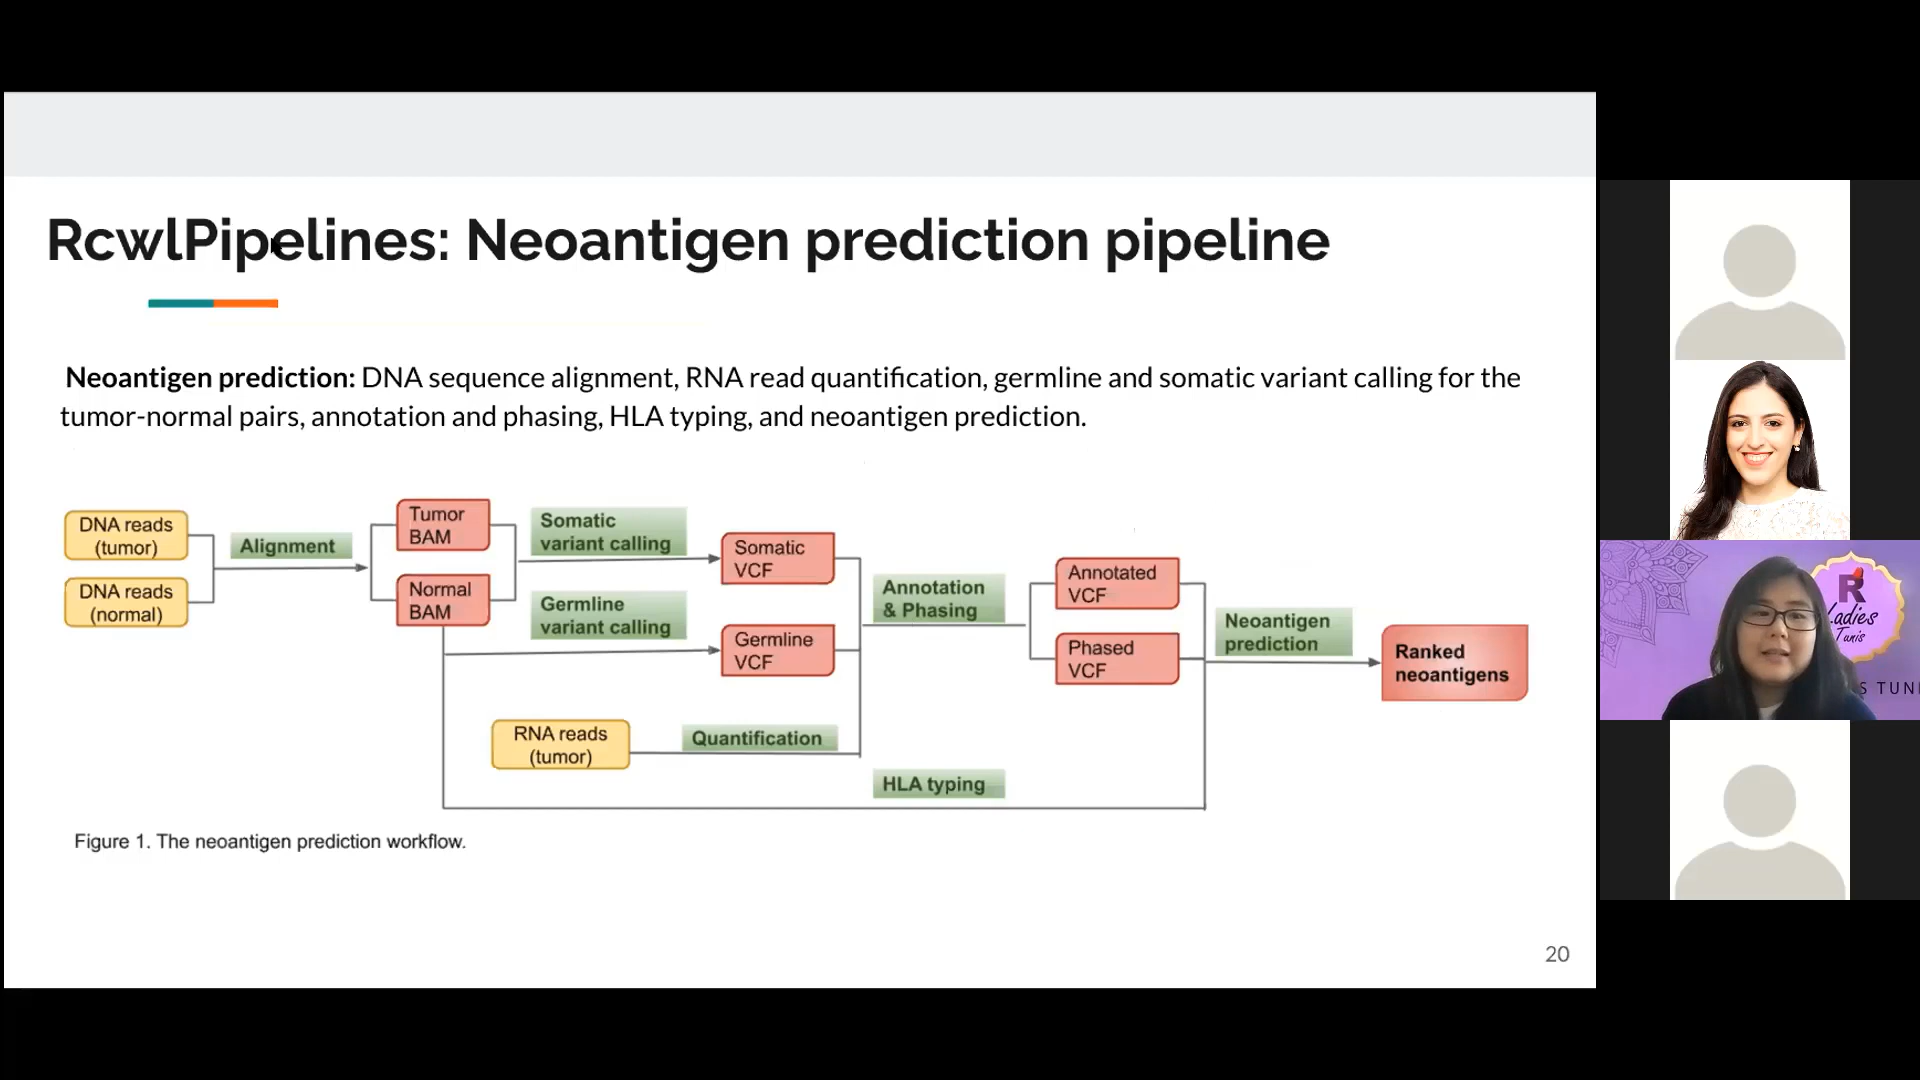 RcwlPipelines: Neoantigen prediction pipeline
Neoantigen prediction: DNA sequence alignment, RNA read quantification, germline and somatic variant calling for the
tumor-normal pairs, annotation and phasing, HLA typing, and neoantigen prediction.
DNA reads
(tumor)
DNA reads
(normal)
Alignment
Tumor
BAM
Normal
BAM
Somatic
variant calling
Germline
variant calling
Somatic
VCF
Germline
VCF
RNA reads
(tumor)
Quantification
Annotation
& Phasing
HLA typing
Annotated
VCF
Phased
VCF
Neoantigen
prediction
Ranked
neoantigens
Figure 1. The neoantigen prediction workflow.
20
R
Ladies
Tunis
S TUNI